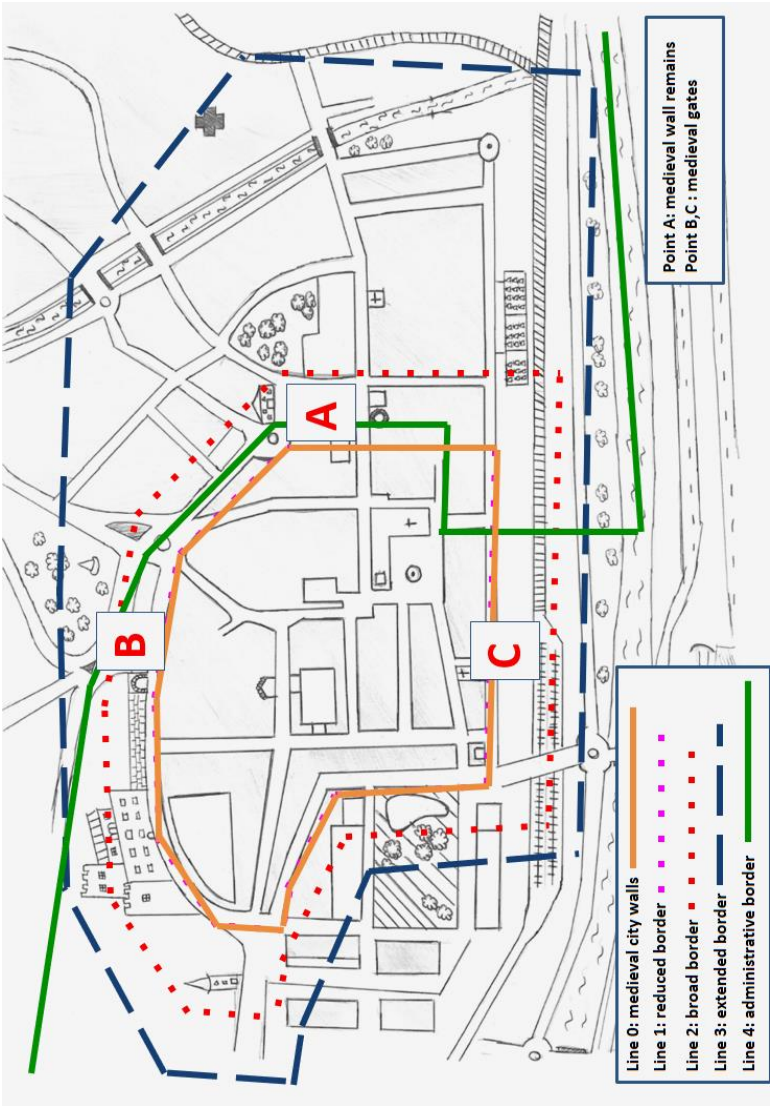 A
B
C
Point A: medieval wall remains
Point B,C : medieval gates
Line 0: medieval city walls
Line 1: reduced border
Line 2: broad border
Line 3: extended border
Line 4: administrative border